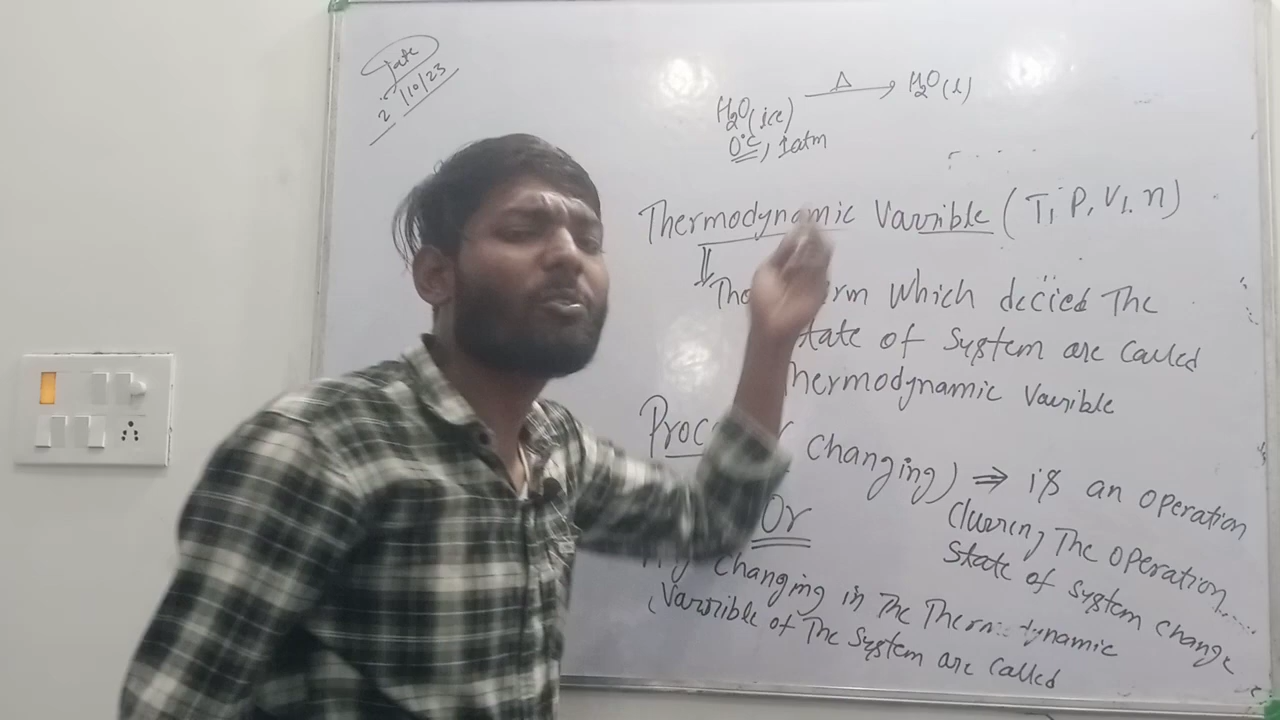 Date
2/10/23
H₂O(ice) Δ→ H₂O(l)
0°C, 1atm
Thermodynamic Varrible (T, P, V, n)
⇓
which decied The
state of system are called
Thermodynamic Varrible
changing) ⇒ is an operation
During The operation.....
State of system change
Or
changing in The Thermodynamic
Varrible of The system are called